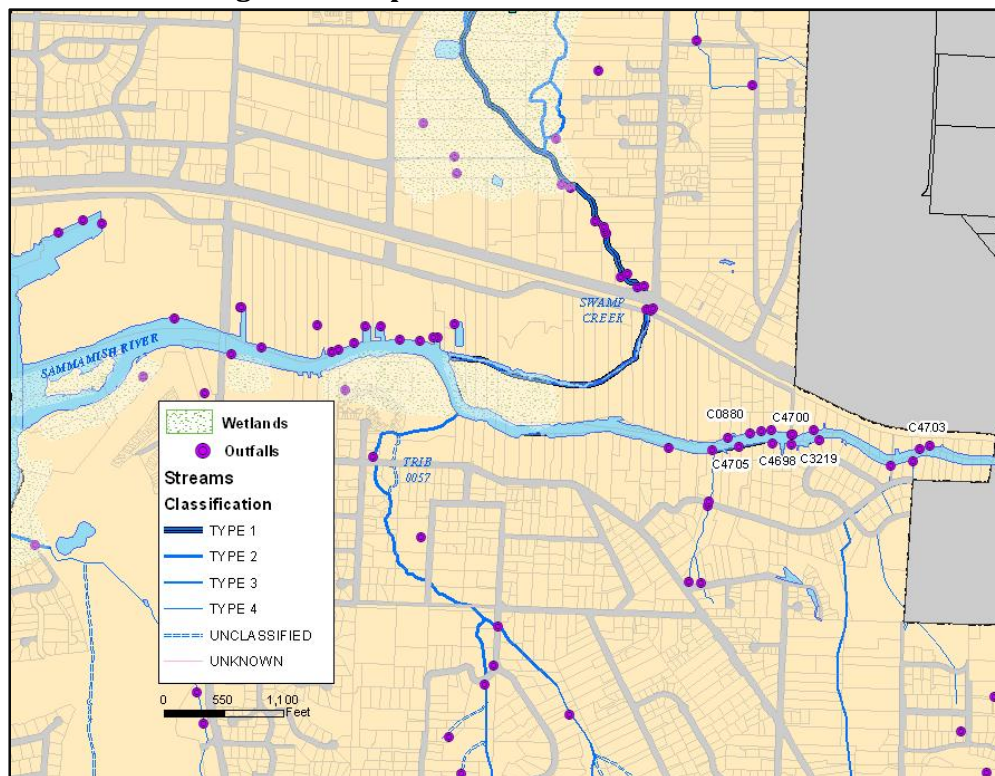 SWAMP
CREEK
SAMMAMISH RIVER
C0880
C4700
C4703
C4705
C4698
C3219
TRIB
0057
Wetlands
Outfalls
Streams
Classification
TYPE 1
TYPE 2
TYPE 3
TYPE 4
UNCLASSIFIED
UNKNOWN
0 550 1,100
Feet